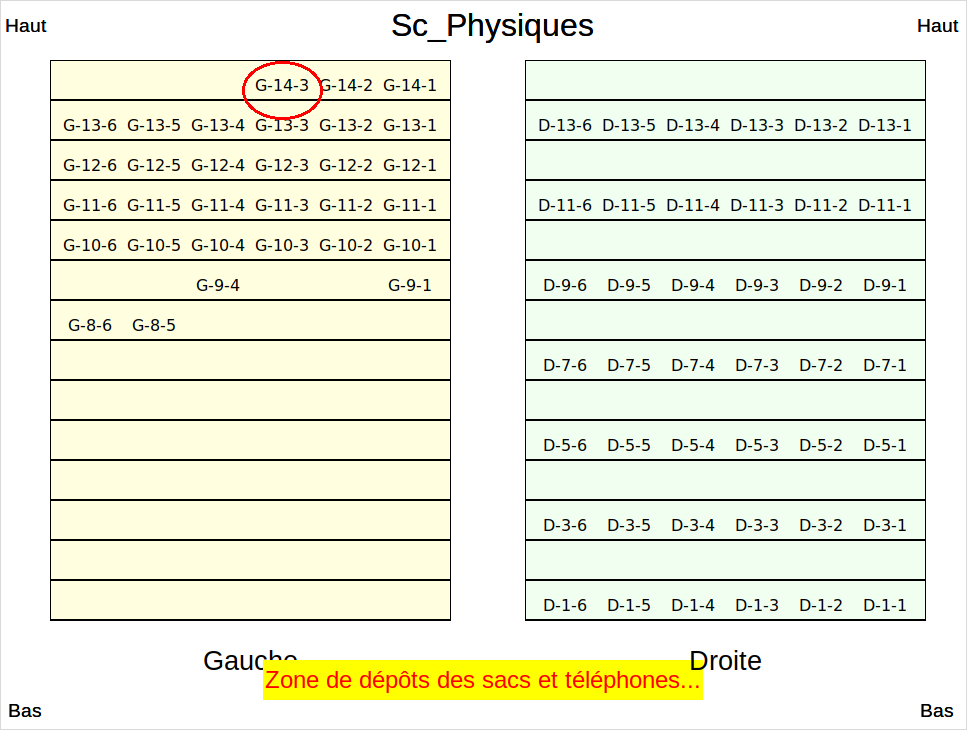 Haut Sc_Physiques Haut
G-14-3 G-14-2 G-14-1
G-13-6 G-13-5 G-13-4 G-13-3 G-13-2 G-13-1 D-13-6 D-13-5 D-13-4 D-13-3 D-13-2 D-13-1
G-12-6 G-12-5 G-12-4 G-12-3 G-12-2 G-12-1
G-11-6 G-11-5 G-11-4 G-11-3 G-11-2 G-11-1 D-11-6 D-11-5 D-11-4 D-11-3 D-11-2 D-11-1
G-10-6 G-10-5 G-10-4 G-10-3 G-10-2 G-10-1
G-9-4 G-9-1 D-9-6 D-9-5 D-9-4 D-9-3 D-9-2 D-9-1
G-8-6 G-8-5
D-7-6 D-7-5 D-7-4 D-7-3 D-7-2 D-7-1
D-5-6 D-5-5 D-5-4 D-5-3 D-5-2 D-5-1
D-3-6 D-3-5 D-3-4 D-3-3 D-3-2 D-3-1
D-1-6 D-1-5 D-1-4 D-1-3 D-1-2 D-1-1
Gauche Droite
Zone de dépôts des sacs et téléphones...
Bas Bas